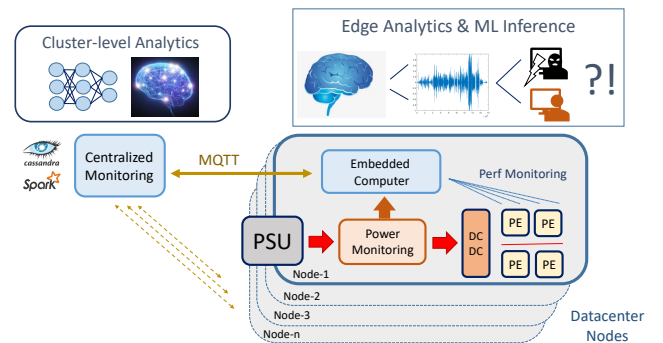 Cluster-level Analytics
Edge Analytics & ML Inference
?!
cassandra
Spark
Centralized
Monitoring
MQTT
Embedded
Computer
Perf Monitoring
PSU
Power
Monitoring
DC
DC
PE
PE
PE
PE
Node-1
Node-2
Node-3
Node-n
Datacenter
Nodes